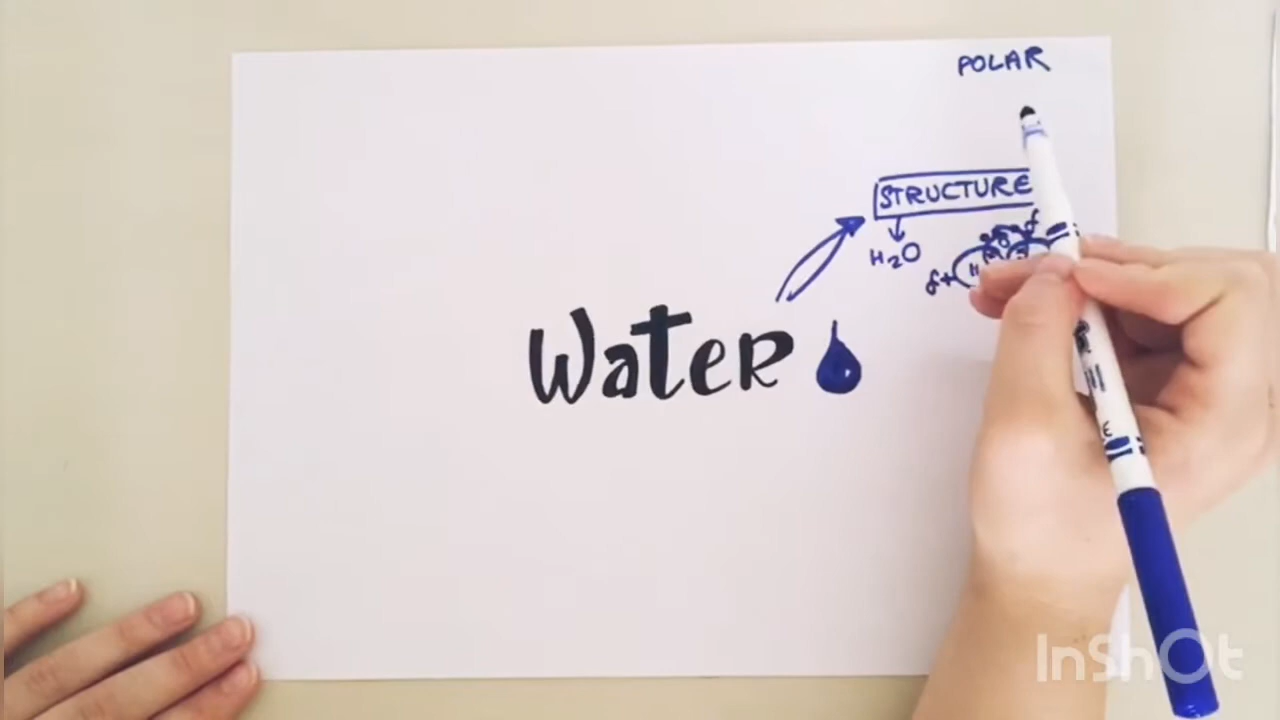 POLAR
STRUCTURE
H₂O
δ+
Water
InShOt